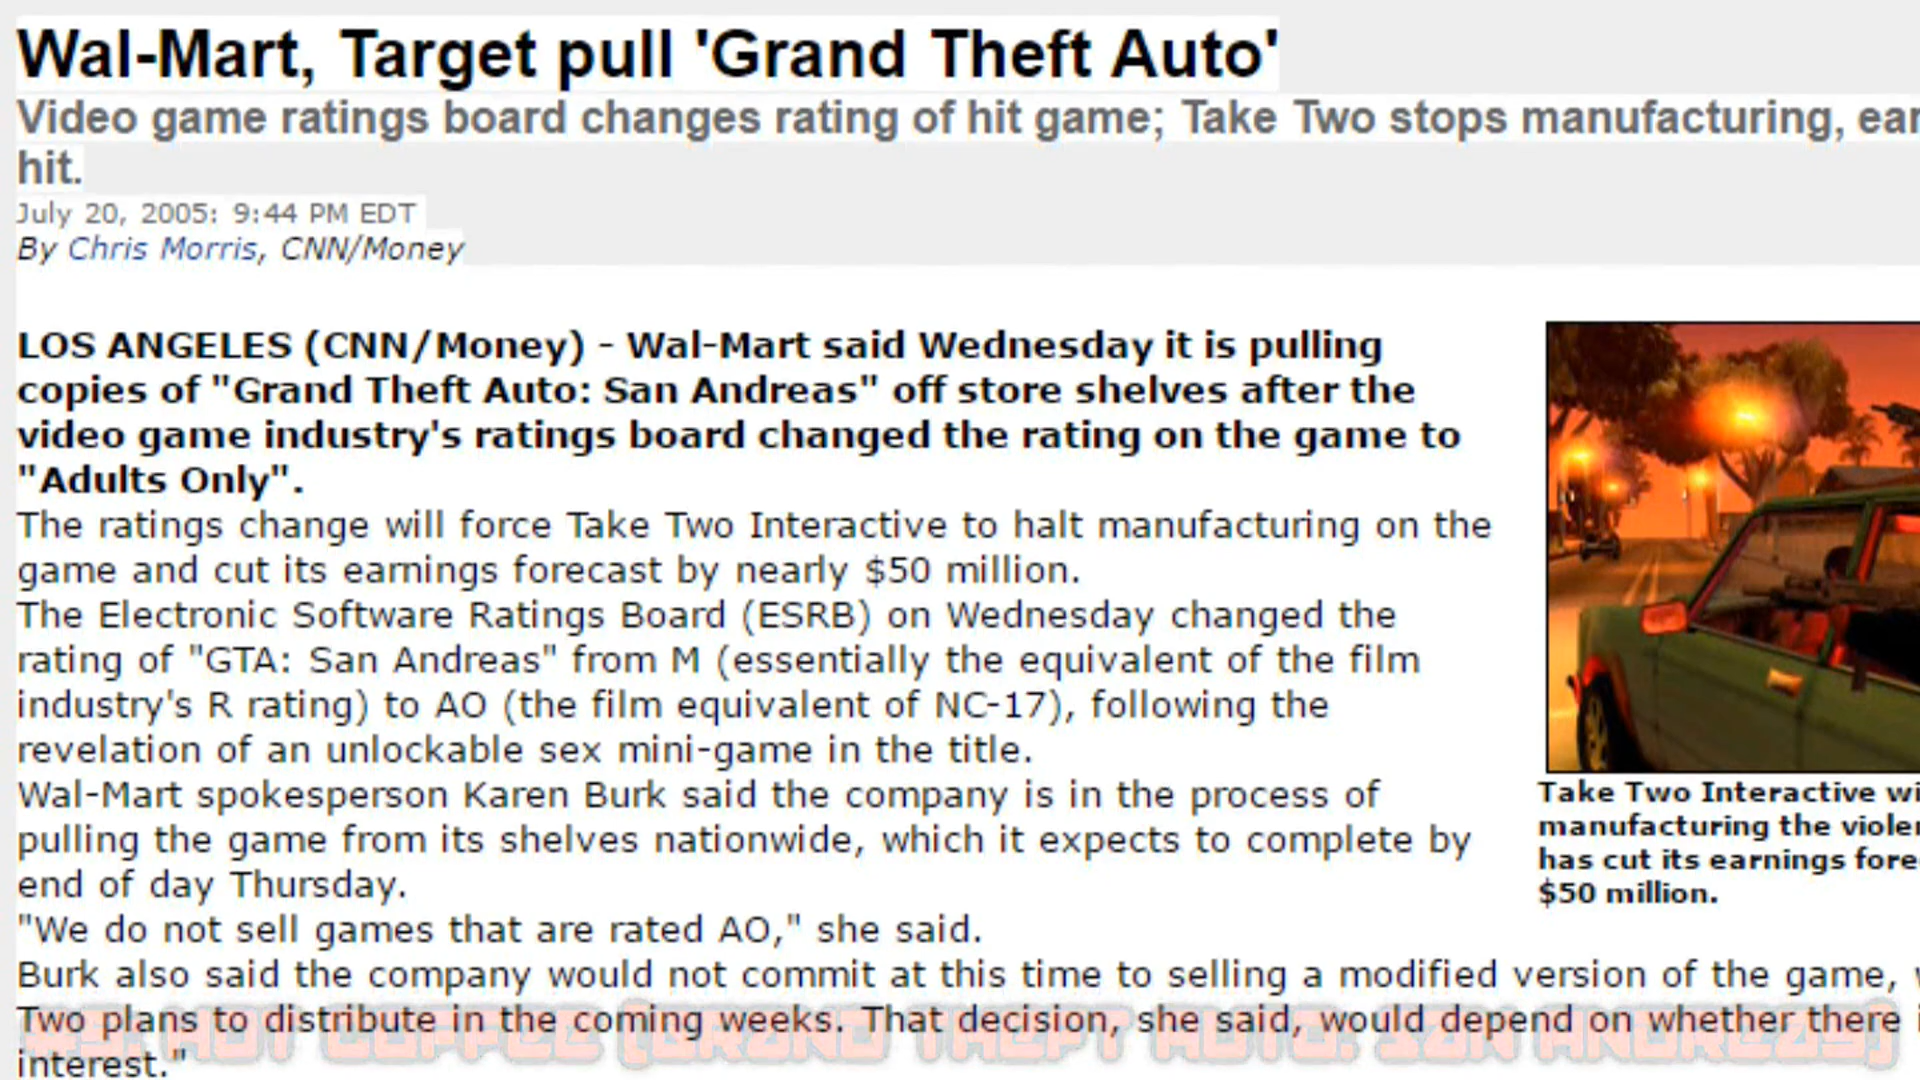 Wal-Mart, Target pull 'Grand Theft Auto'
Video game ratings board changes rating of hit game; Take Two stops manufacturing, ear
hit.
July 20, 2005: 9:44 PM EDT
By Chris Morris, CNN/Money
LOS ANGELES (CNN/Money) - Wal-Mart said Wednesday it is pulling
copies of "Grand Theft Auto: San Andreas" off store shelves after the
video game industry's ratings board changed the rating on the game to
"Adults Only".
The ratings change will force Take Two Interactive to halt manufacturing on the
game and cut its earnings forecast by nearly $50 million.
The Electronic Software Ratings Board (ESRB) on Wednesday changed the
rating of "GTA: San Andreas" from M (essentially the equivalent of the film
industry's R rating) to AO (the film equivalent of NC-17), following the
revelation of an unlockable sex mini-game in the title.
Wal-Mart spokesperson Karen Burk said the company is in the process of
pulling the game from its shelves nationwide, which it expects to complete by
end of day Thursday.
"We do not sell games that are rated AO," she said.
Burk also said the company would not commit at this time to selling a modified version of the game,
Two plans to distribute in the coming weeks. That decision, she said, would depend on whether there
interest."
Take Two Interactive wi
manufacturing the viole
has cut its earnings fore
$50 million.
HOT COFFEE (GRAND THEFT AUTO: SAN ANDREAS)